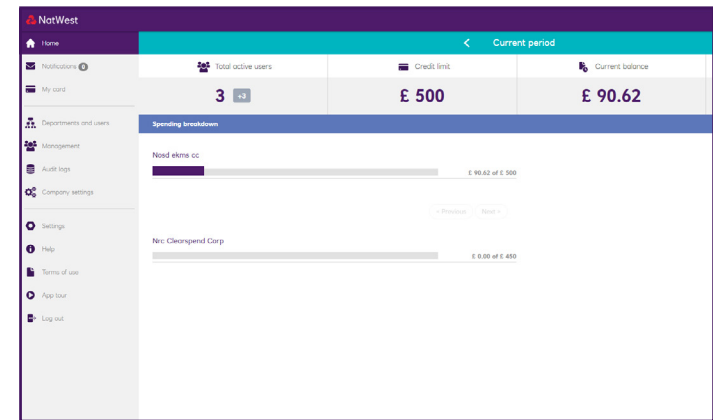 NatWest
Home
Current period
Notifications 0
Total active users
Credit limit
Current balance
My card
3 +3
£ 500
£ 90.62
Departments and users
Spending breakdown
Management
Nosd ekms cc
Audit logs
£ 90.62 of £ 500
Company settings
< Previous Next >
Settings
Nrc Clearspend Corp
Help
£ 0.00 of £ 450
Terms of use
App tour
Log out